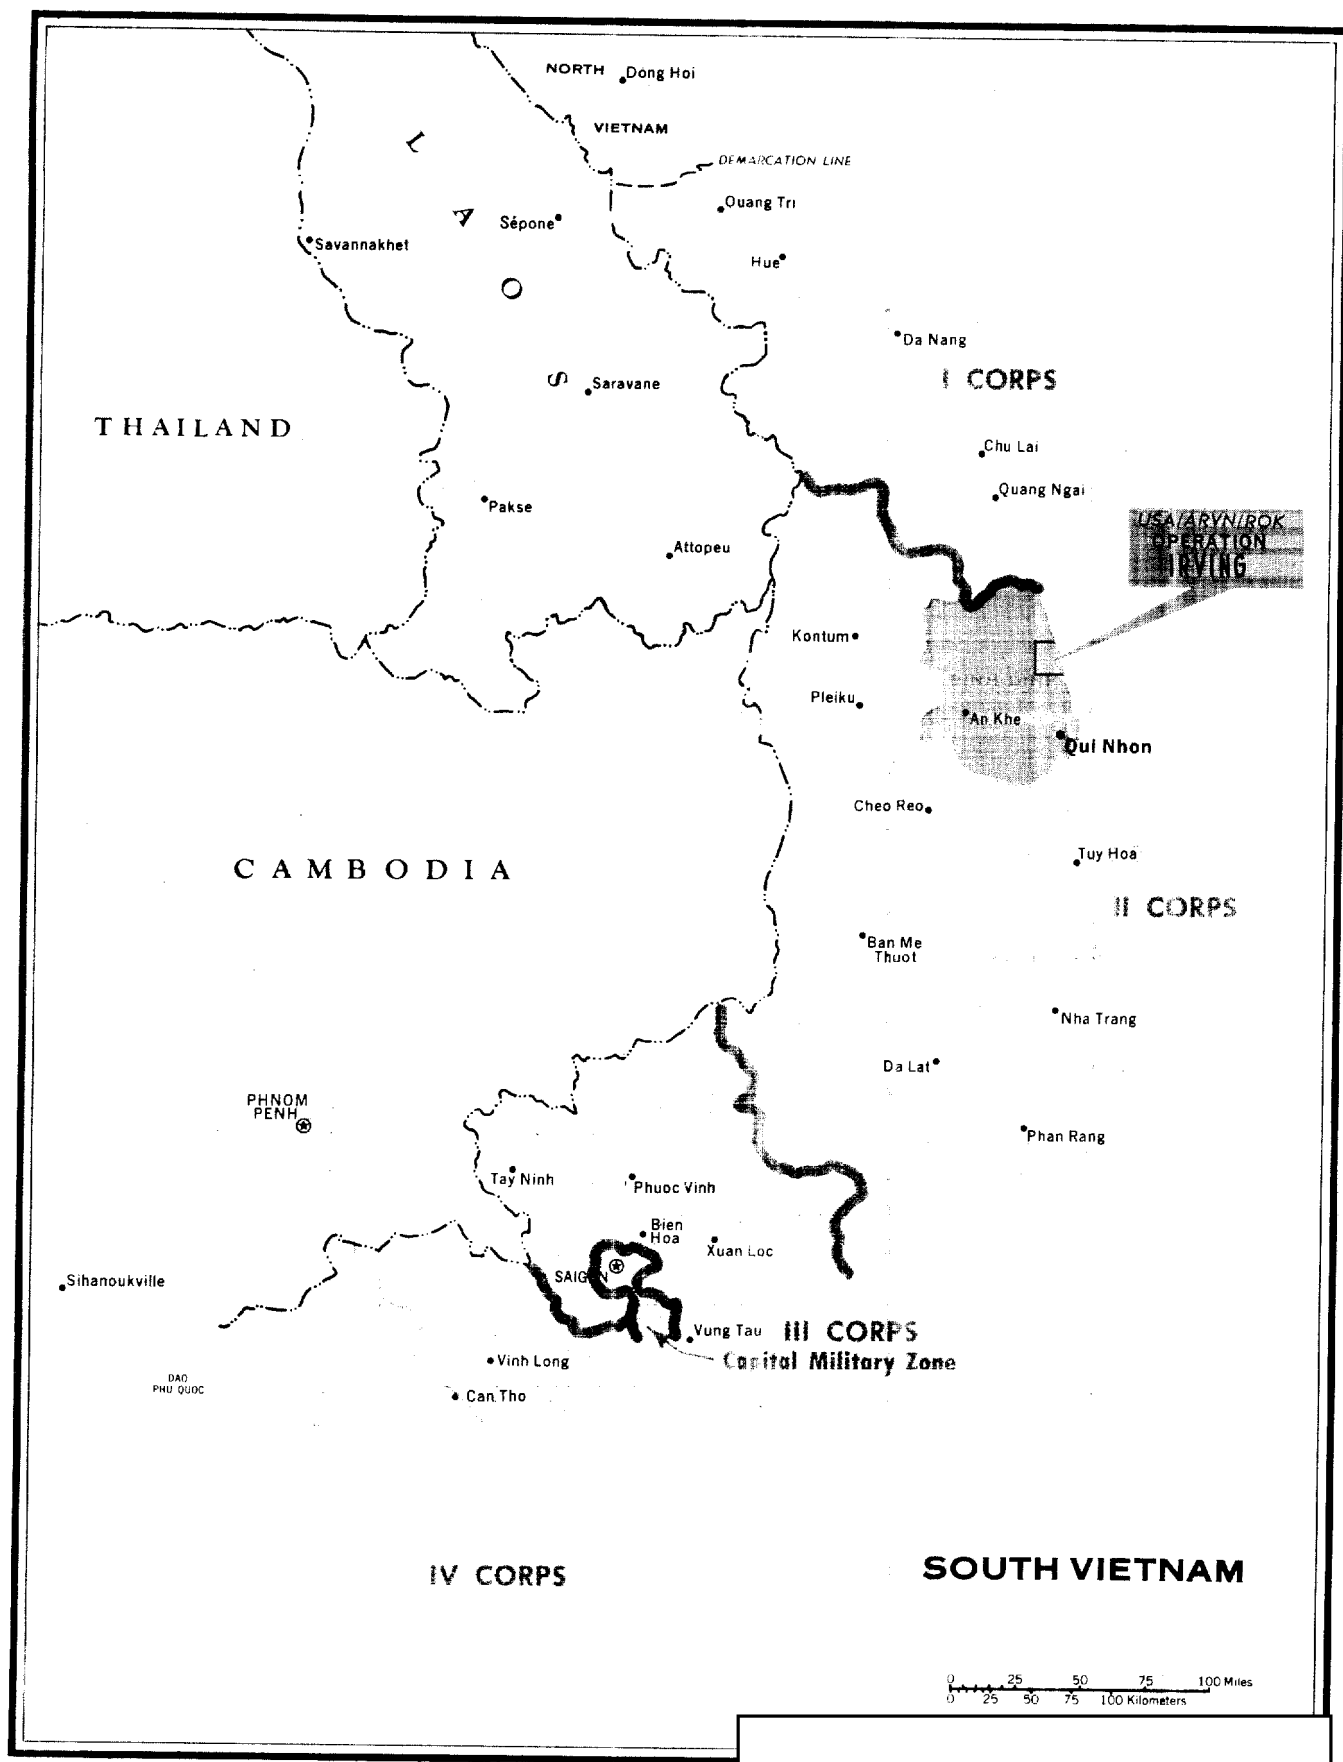 NORTH
Dong Hoi
VIETNAM
DEMARCATION LINE
L A O S
Quang Tri
Sépone
Savannakhet
Hue
Da Nang
I CORPS
Saravane
THAILAND
Chu Lai
Quang Ngai
Pakse
USA/ARVN/ROK
OPERATION
IRVING
Attopeu
Kontum
Pleiku
An Khe
Qui Nhon
Cheo Reo
Tuy Hoa
CAMBODIA
II CORPS
Ban Me
Thuot
Nha Trang
Da Lat
PHNOM
PENH
Phan Rang
Tay Ninh
Phuoc Vinh
Bien
Hoa
Xuan Loc
SAIGON
Sihanoukville
Vung Tau
III CORPS
Capital Military Zone
Vinh Long
DAO
PHU QUOC
Can Tho
IV CORPS
SOUTH VIETNAM
0 25 50 75 100 Miles
0 25 50 75 100 Kilometers